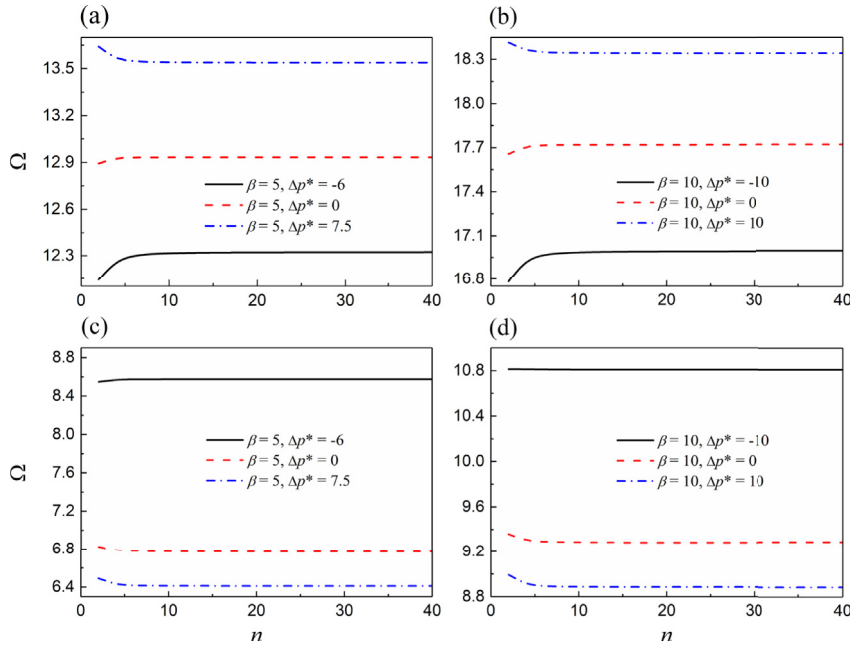 (a)
13.5
13.2
12.9
12.6
12.3
Ω
β = 5, Δp* = -6
β = 5, Δp* = 0
β = 5, Δp* = 7.5
0 10 20 30 40
(b)
18.3
18.0
17.7
17.4
17.1
16.8
β = 10, Δp* = -10
β = 10, Δp* = 0
β = 10, Δp* = 10
0 10 20 30 40
(c)
8.8
8.4
8.0
7.6
7.2
6.8
6.4
Ω
β = 5, Δp* = -6
β = 5, Δp* = 0
β = 5, Δp* = 7.5
0 10 20 30 40
n
(d)
10.8
10.4
10.0
9.6
9.2
8.8
β = 10, Δp* = -10
β = 10, Δp* = 0
β = 10, Δp* = 10
0 10 20 30 40
n